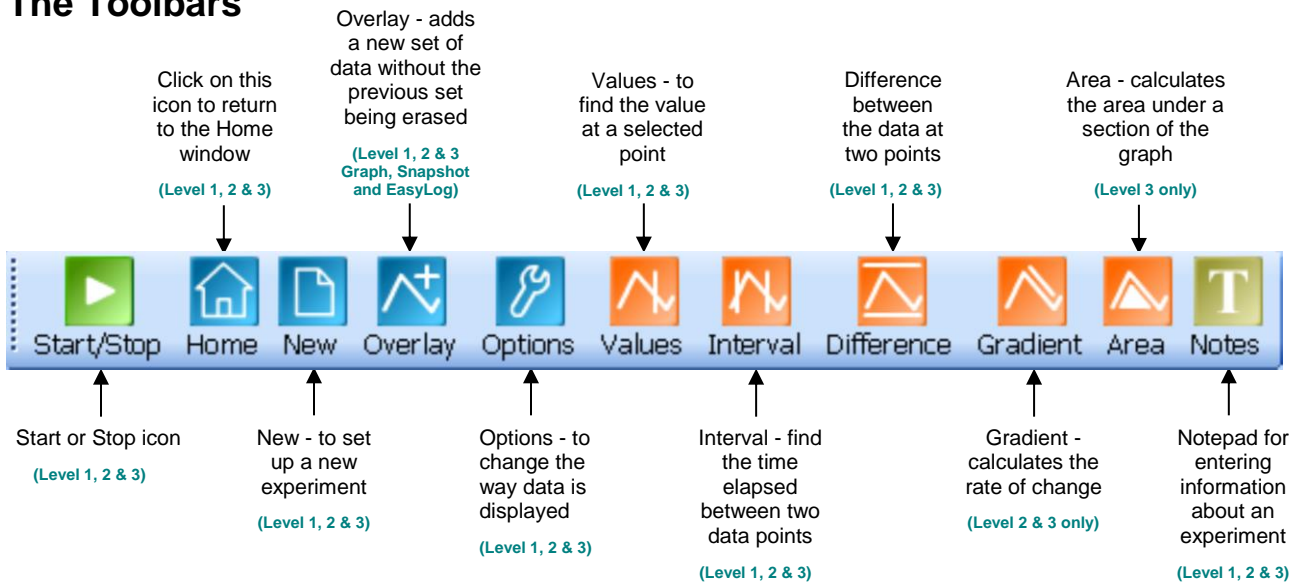 The Toolbars
Overlay - adds
a new set of
data without the
previous set
being erased
(Level 1, 2 & 3
Graph, Snapshot
and EasyLog)
Click on this
icon to return
to the Home
window
(Level 1, 2 & 3)
Values - to
find the value
at a selected
point
(Level 1, 2 & 3)
Difference
between
the data at
two points
(Level 1, 2 & 3)
Area - calculates
the area under a
section of the
graph
(Level 3 only)
T
Start/Stop Home New Overlay Options Values Interval Difference Gradient Area Notes
Start or Stop icon
(Level 1, 2 & 3)
New - to set
up a new
experiment
(Level 1, 2 & 3)
Options - to
change the
way data is
displayed
(Level 1, 2 & 3)
Interval - find
the time
elapsed
between two
data points
(Level 1, 2 & 3)
Gradient -
calculates the
rate of change
(Level 2 & 3 only)
Notepad for
entering
information
about an
experiment
(Level 1, 2 & 3)